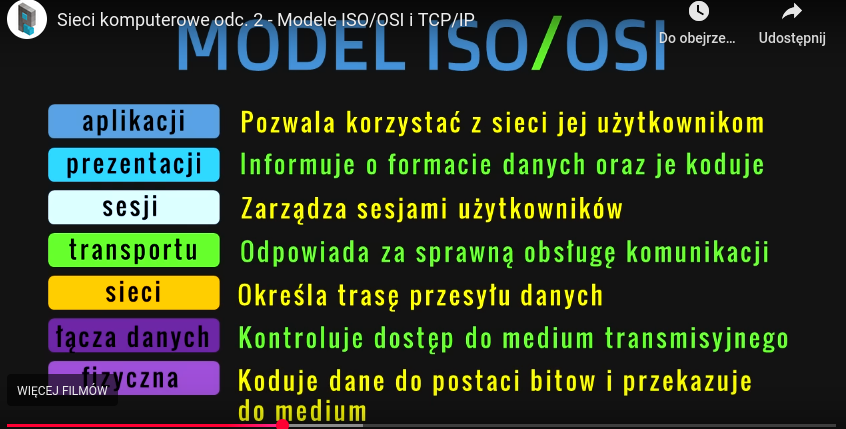 Sieci komputerowe odc. 2 - Modele ISO/OSI i TCP/IP
MODEL ISO/OSI
Do obejrze...
Udostępnij
aplikacji Pozwala korzystać z sieci jej użytkownikom
prezentacji Informuje o formacie danych oraz je koduje
sesji Zarządza sesjami użytkowników
transportu Odpowiada za sprawną obsługę komunikacji
sieci Określa trasę przesyłu danych
łącza danych Kontroluje dostęp do medium transmisyjnego
fizyczna Koduje dane do postaci bitow i przekazuje
do medium
WIĘCEJ FILMÓW